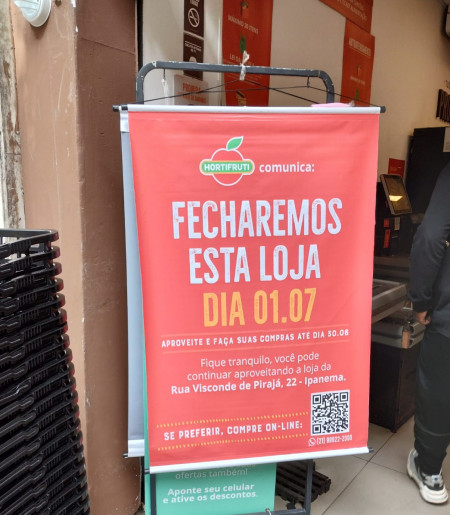 HORTIFRUTI comunica:
FECHAREMOS
ESTA LOJA
DIA 01.07
APROVEITE E FAÇA SUAS COMPRAS ATÉ DIA 30.06
Fique tranquilo, você pode
continuar aproveitando a loja da
Rua Visconde de Pirajá, 22 - Ipanema.
SE PREFERIR, COMPRE ON-LINE:
ofertas também!
Aponte seu celular
e ative os descontos.